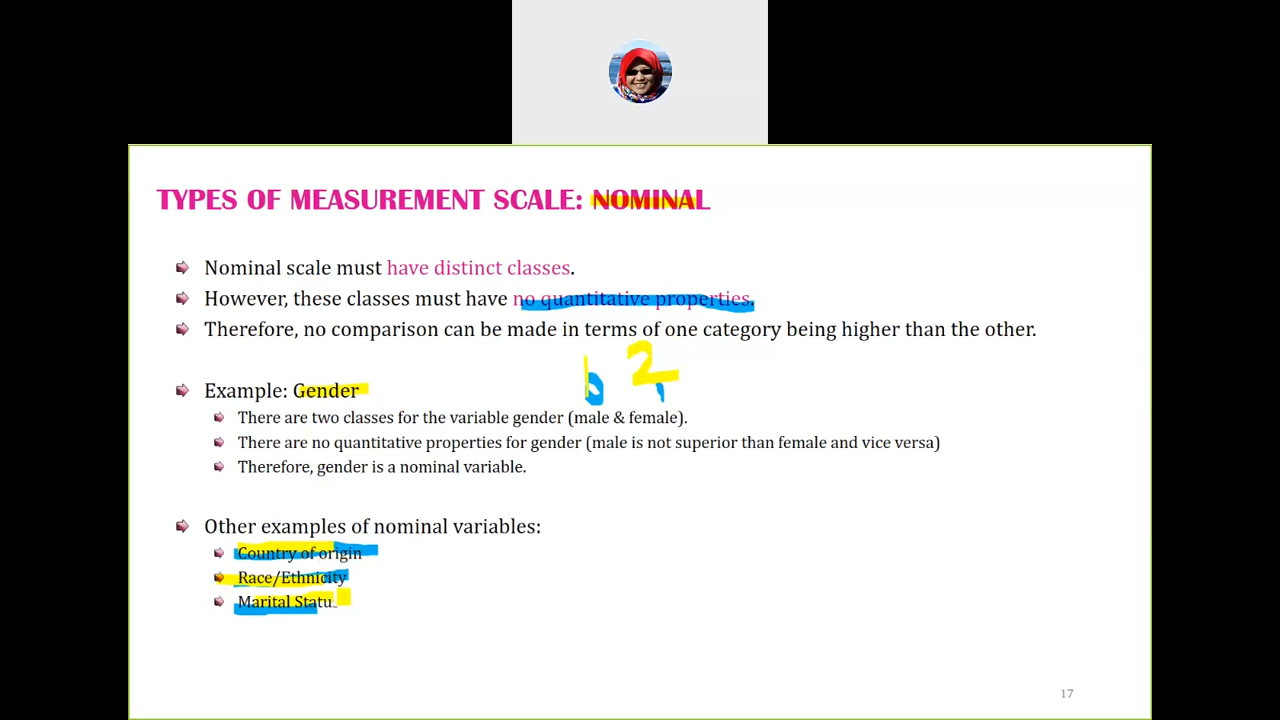 TYPES OF MEASUREMENT SCALE: NOMINAL
Nominal scale must have distinct classes.
However, these classes must have no quantitative properties.
Therefore, no comparison can be made in terms of one category being higher than the other.
2
Example: Gender
There are two classes for the variable gender (male & female).
There are no quantitative properties for gender (male is not superior than female and vice versa)
Therefore, gender is a nominal variable.
Other examples of nominal variables:
Country of origin
Race/Ethnicity
Marital Statu
17